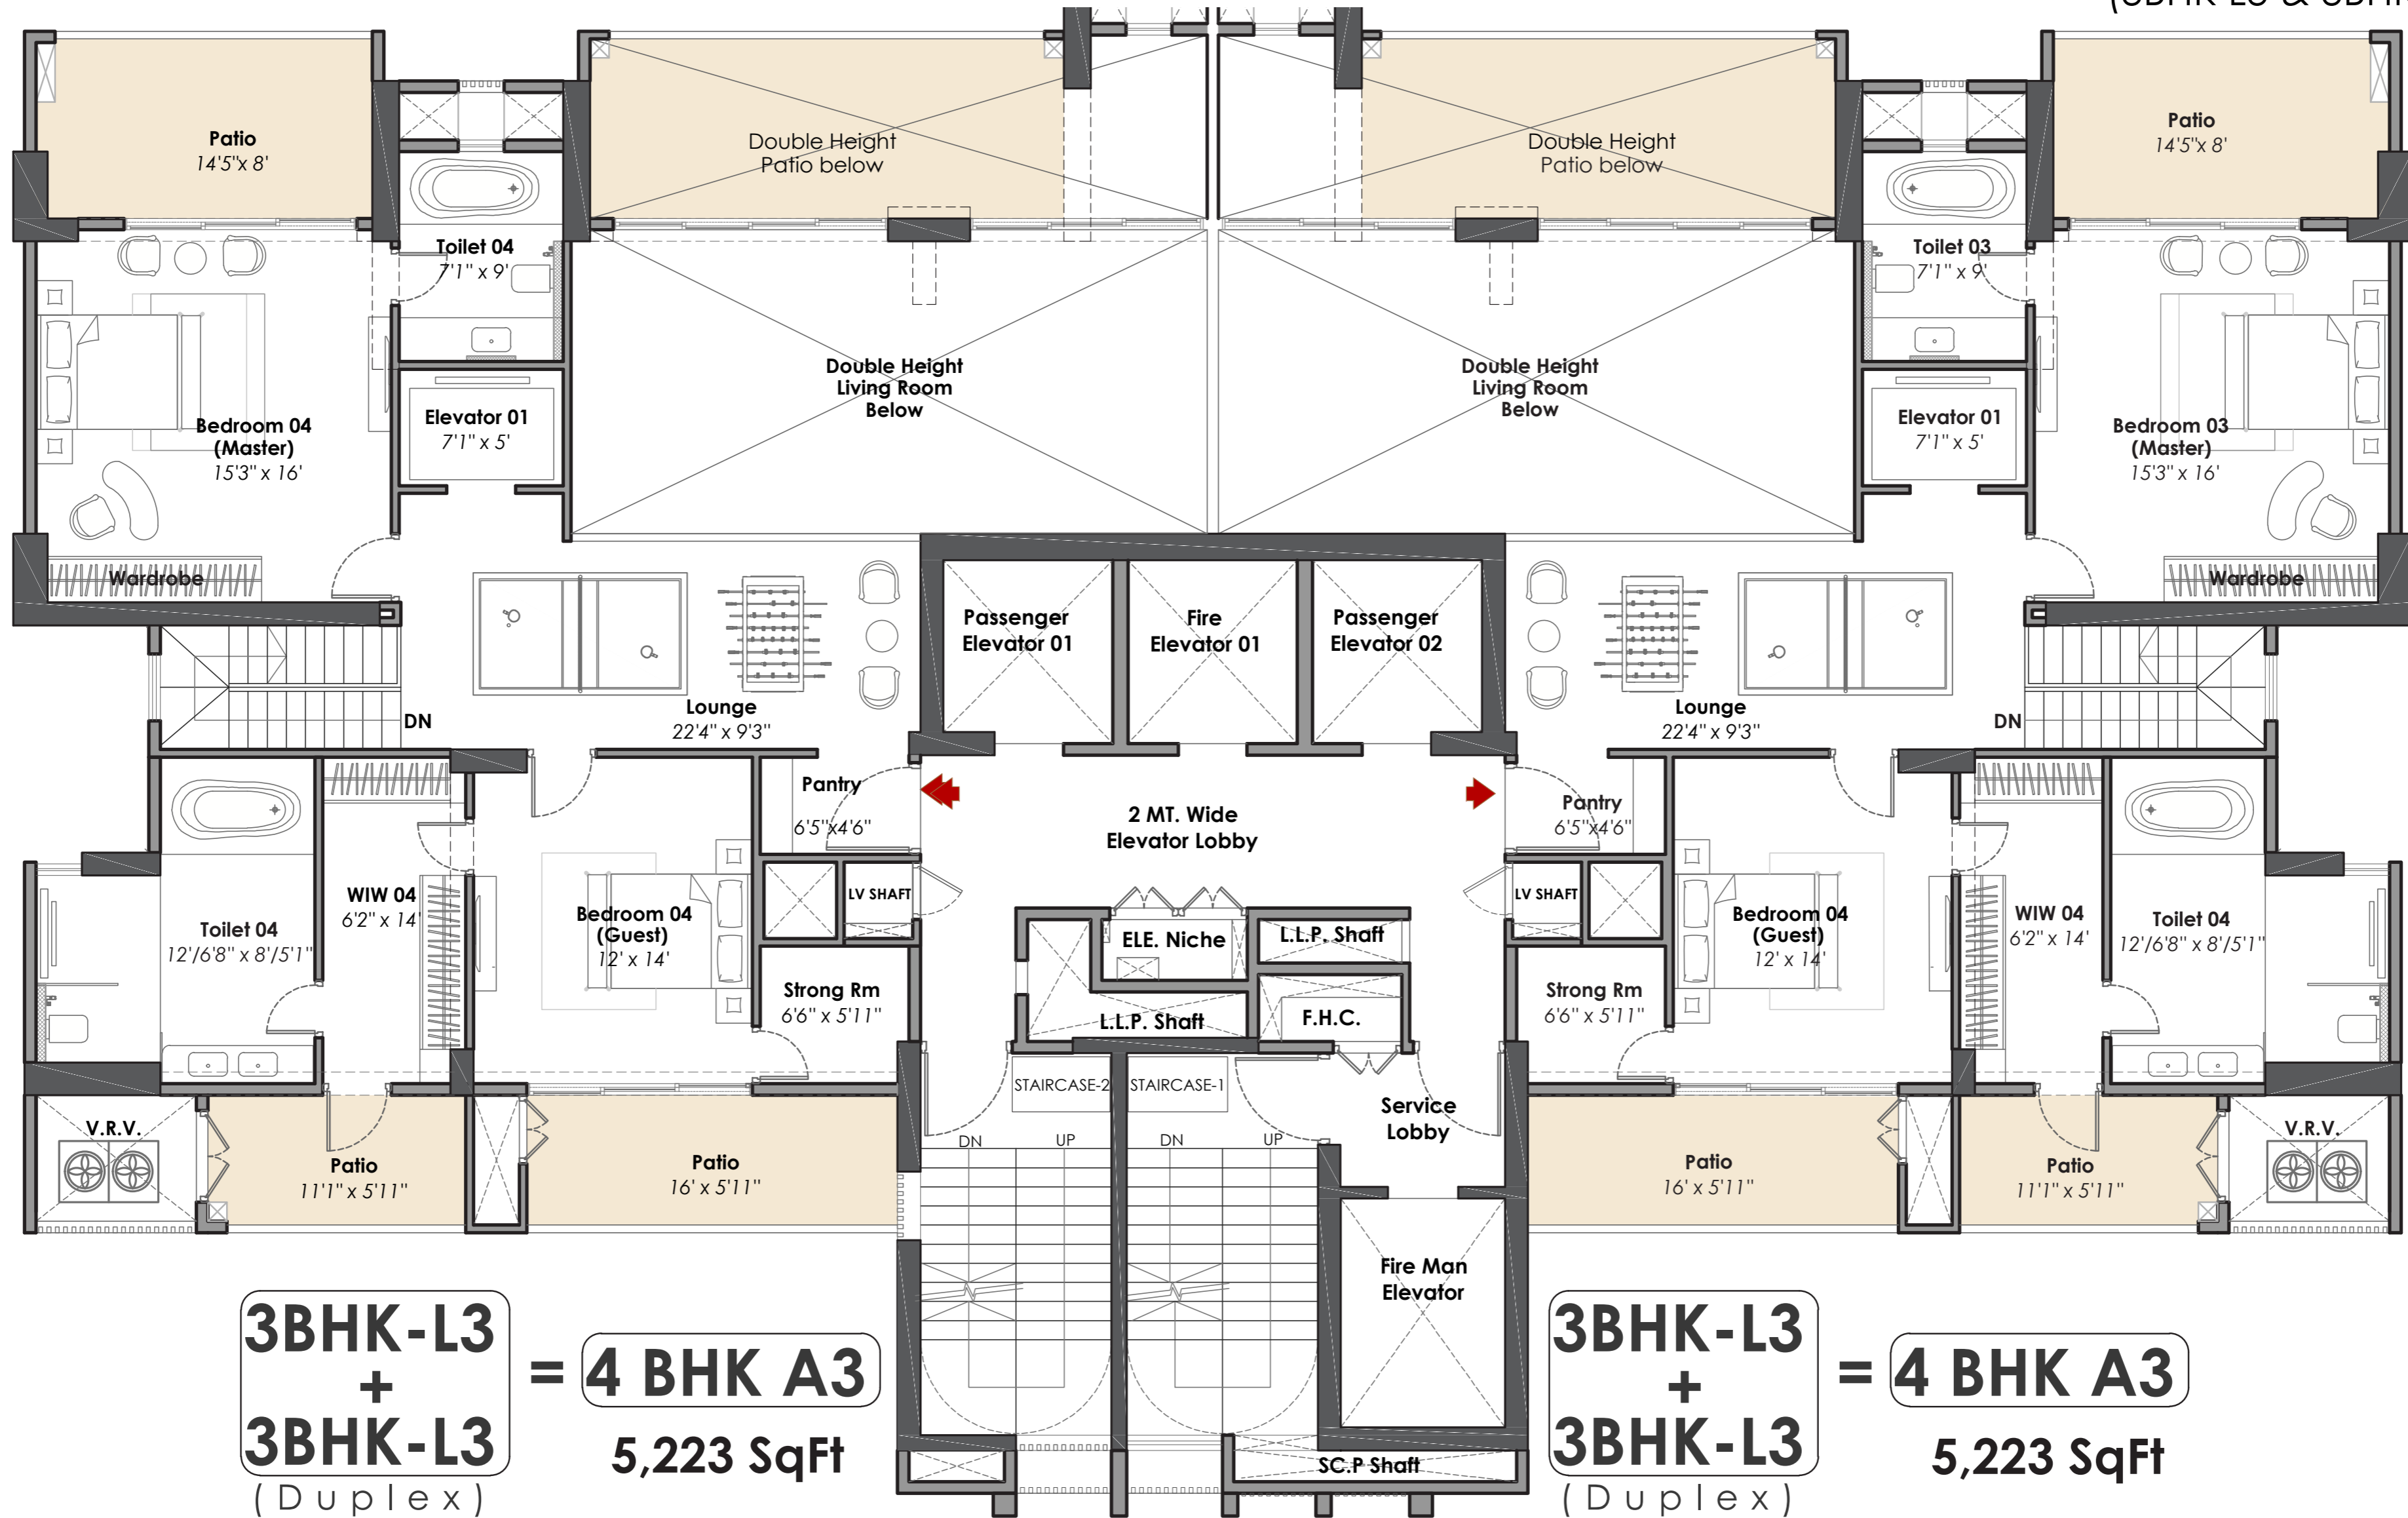 Patio
14'5"x 8'
Double Height
Patio below
Double Height
Patio below
Patio
14'5"x 8'
Toilet 04
7'1" x 9'
Toilet 03
7'1" x 9'
Double Height
Living Room
Below
Double Height
Living Room
Below
Elevator 01
7'1" x 5'
Elevator 01
7'1" x 5'
Bedroom 04
(Master)
15'3" x 16'
Bedroom 03
(Master)
15'3" x 16'
Wardrobe
Wardrobe
Passenger
Elevator 01
Fire
Elevator 01
Passenger
Elevator 02
DN
Lounge
22'4" x 9'3"
Lounge
22'4" x 9'3"
DN
Pantry
6'5"x4'6"
2 MT. Wide
Elevator Lobby
Pantry
6'5"x4'6"
Toilet 04
12'/6'8" x 8'/5'1"
WIW 04
6'2" x 14'
Bedroom 04
(Guest)
12' x 14'
LV SHAFT
ELE. Niche
L.L.P. Shaft
LV SHAFT
Bedroom 04
(Guest)
12' x 14'
WIW 04
6'2" x 14'
Toilet 04
12'/6'8" x 8'/5'1"
Strong Rm
6'6" x 5'11"
L.L.P. Shaft
F.H.C.
Strong Rm
6'6" x 5'11"
STAIRCASE-2
STAIRCASE-1
Service
Lobby
DN
UP
DN
UP
V.R.V.
Patio
11'1" x 5'11"
Patio
16' x 5'11"
Patio
16' x 5'11"
Patio
11'1" x 5'11"
V.R.V.
Fire Man
Elevator
3BHK-L3
+
3BHK-L3
(Duplex)
= 4 BHK A3
5,223 SqFt
SC.P Shaft
3BHK-L3
+
3BHK-L3
(Duplex)
= 4 BHK A3
5,223 SqFt